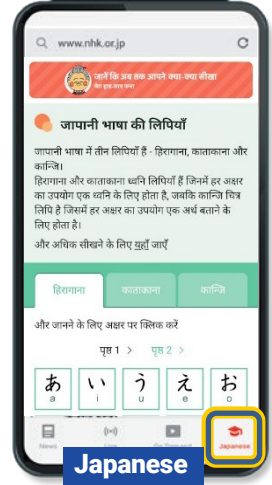 www.nhk.or.jp
जानें कि अब तक आपने क्या-क्या सीखा
जापानी भाषा की लिपियाँ
जापानी भाषा में तीन लिपियाँ हैं - हिरागाना, काताकाना और
कान्जि।
हिरागाना और काताकाना ध्वनि लिपियाँ हैं जिनमें हर अक्षर
का उपयोग एक ध्वनि के लिए होता है, जबकि कान्जि चित्र
लिपि है जिसमें हर अक्षर का उपयोग एक अर्थ बताने के
लिए होता है।
और अधिक सीखने के लिए यहाँ जाएँ
हिरागाना काताकाना कान्जि
और जानने के लिए अक्षर पर क्लिक करें
पृष्ठ 1 > पृष्ठ 2 >
あ い う え お
a i u e o
News Live On Demand Japanese
Japanese